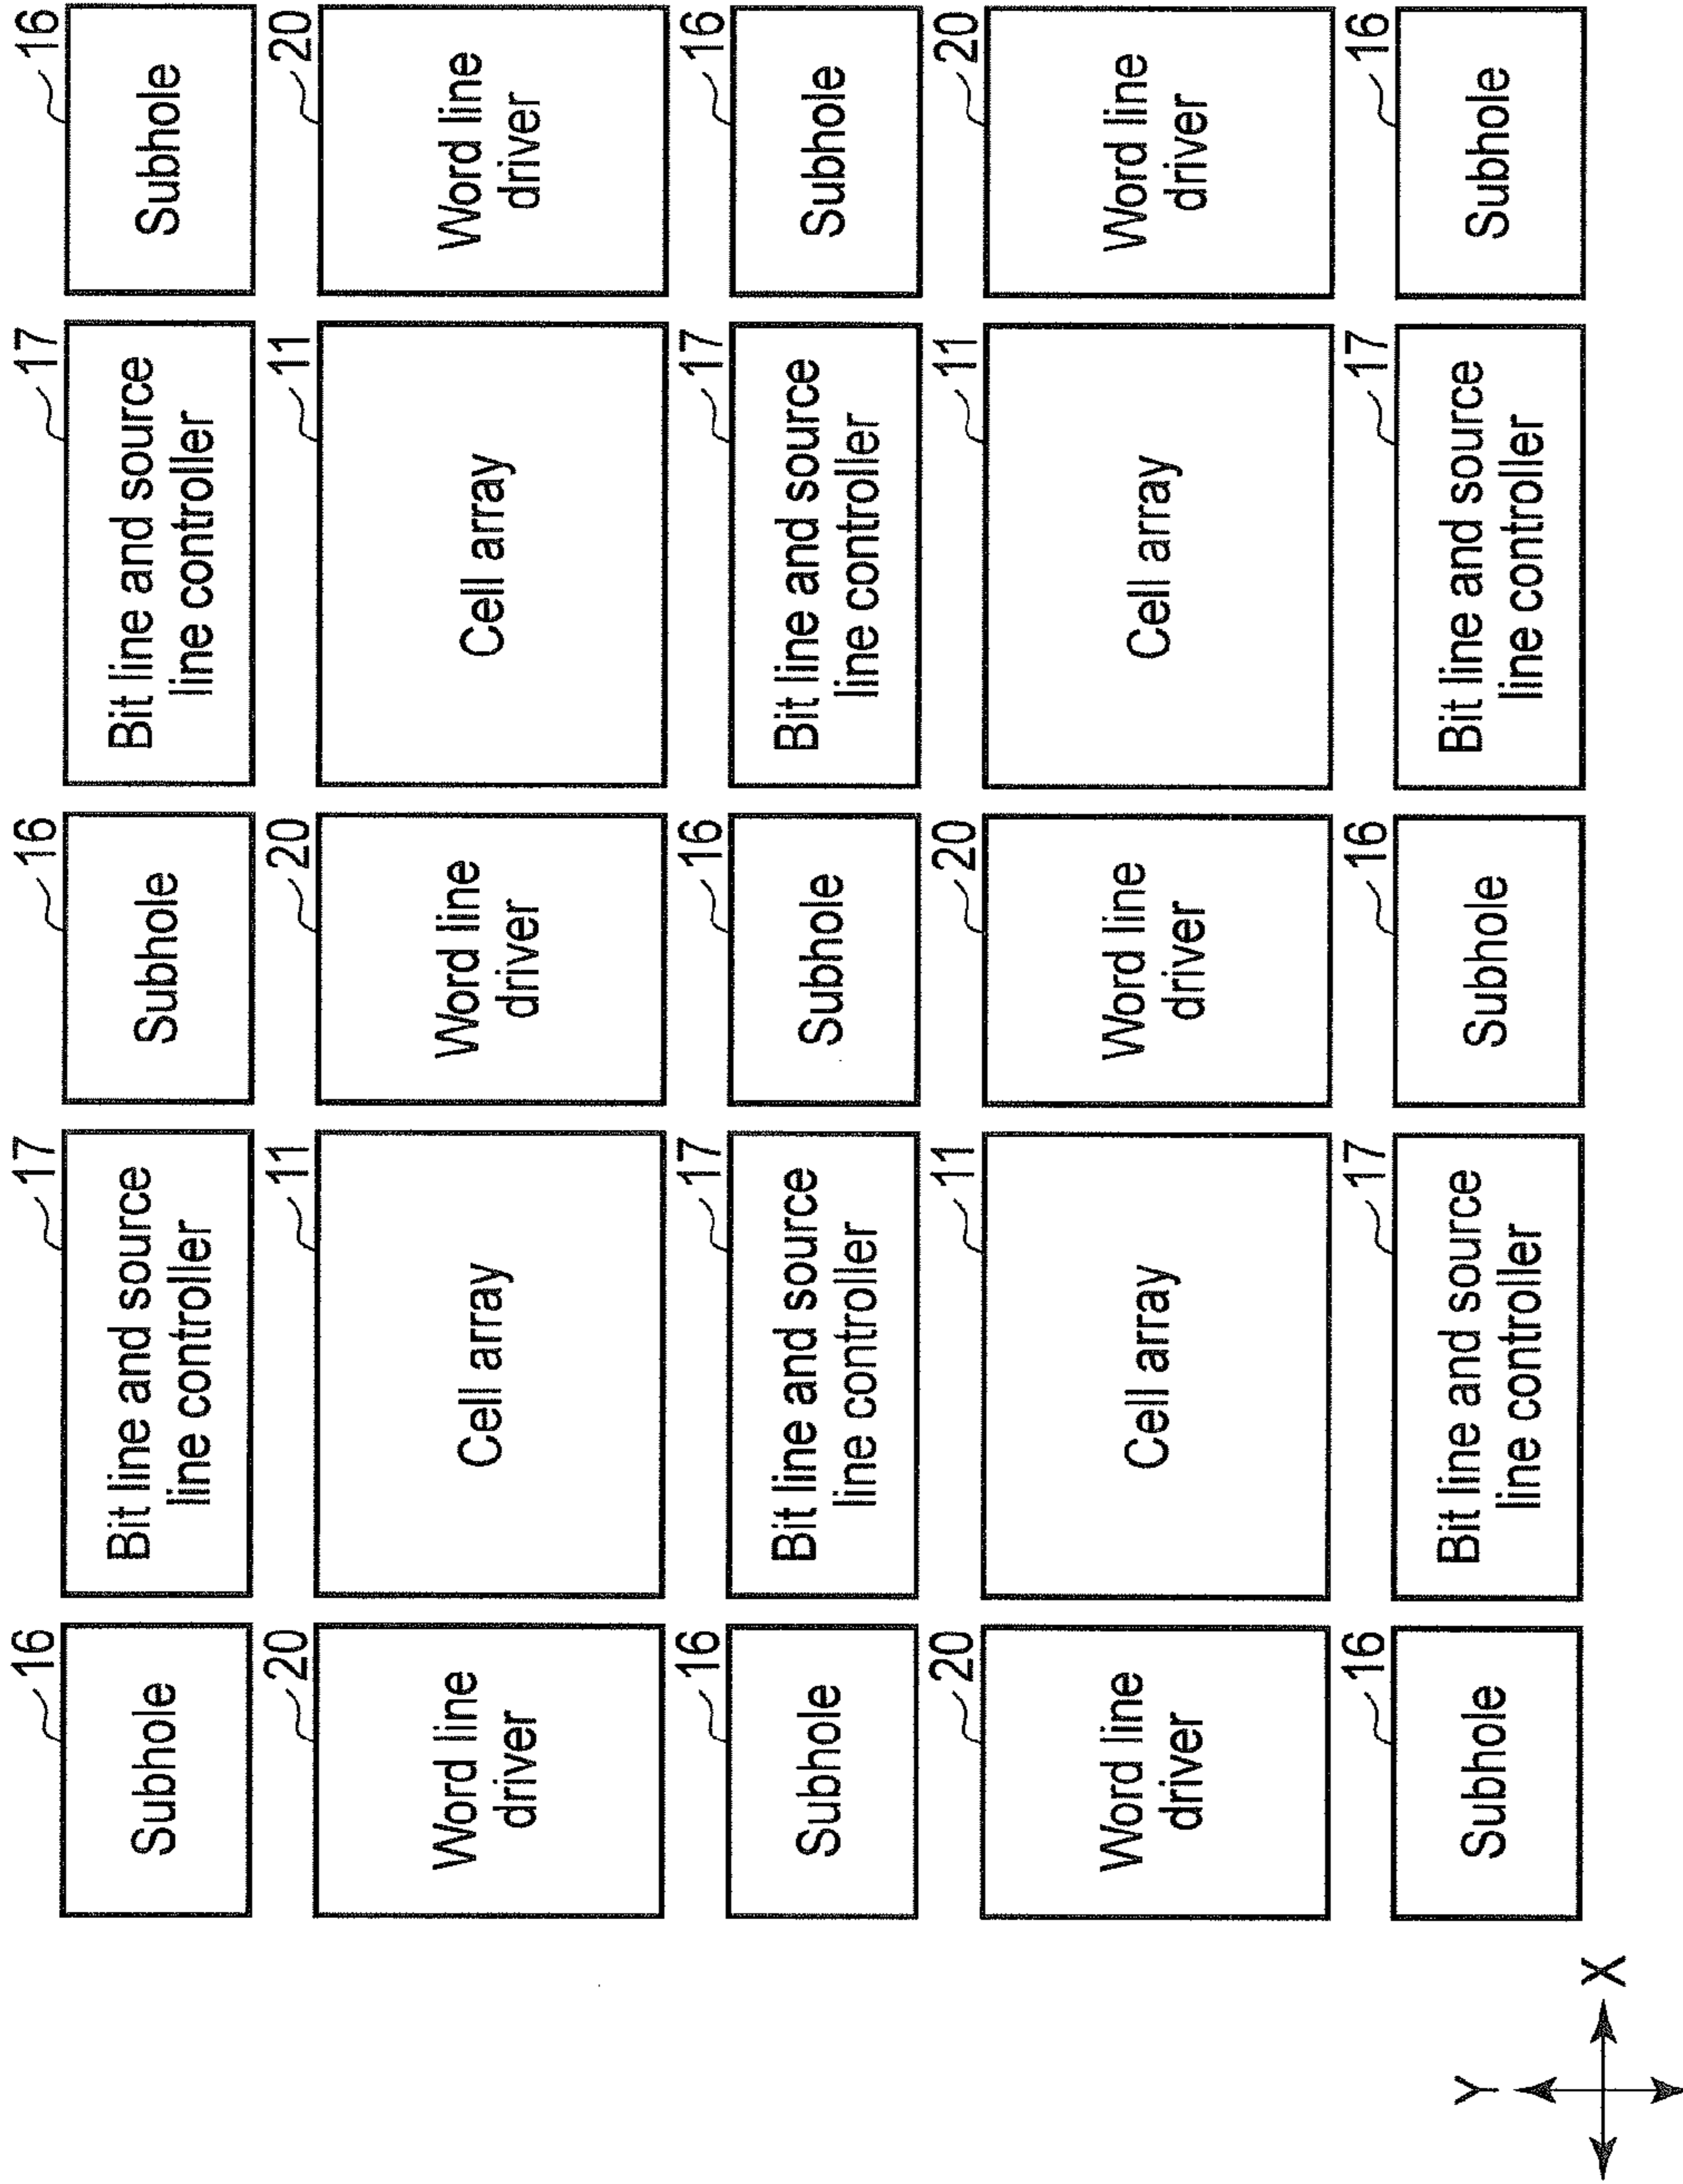 16 17 16 17 16
Subhole
Bit line and source
line controller
Subhole
Bit line and source
line controller
Subhole
20 11 20 11 20
Word line
driver
Cell array
Word line
driver
Cell array
Word line
driver
16 17 16 17 16
Subhole
Bit line and source
line controller
Subhole
Bit line and source
line controller
Subhole
20 11 20 11 20
Word line
driver
Cell array
Word line
driver
Cell array
Word line
driver
16 17 16 17 16
Subhole
Bit line and source
line controller
Subhole
Bit line and source
line controller
Subhole
Y
X